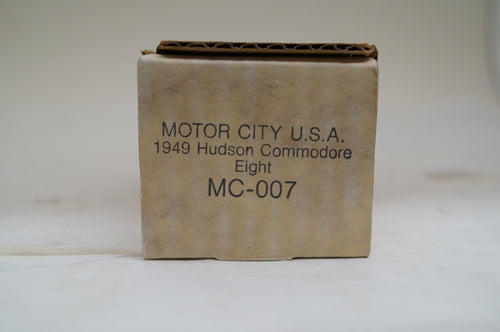 MOTOR CITY U.S.A.
1949 Hudson Commodore
Eight
MC-007